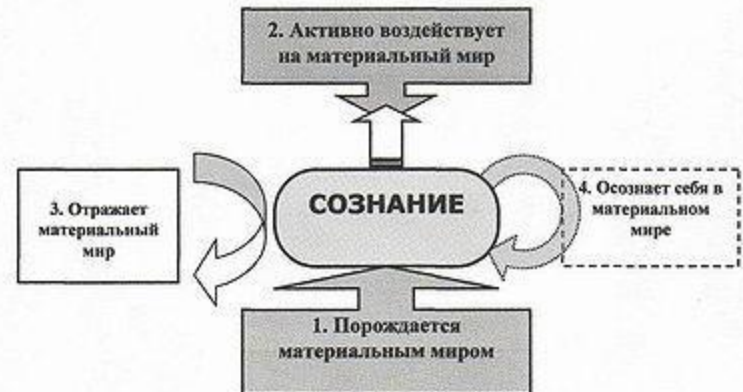 2. Активно воздействует
на материальный мир
3. Отражает
материальный
мир
СОЗНАНИЕ
4. Осознает себя в
материальном
мире
1. Порождается
материальным миром